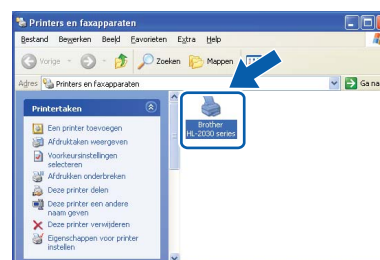 Printers en faxapparaten
Bestand Bewerken Beeld Favorieten Extra Help
Vorige Zoeken Mappen
Adres Printers en faxapparaten Ga na
Printertaken
Een printer toevoegen
Afdruktaken weergeven
Voorkeursinstellingen
selecteren
Afdrukken onderbreken
Deze printer delen
Deze printer een andere
naam geven
Deze printer verwijderen
Eigenschappen voor printer
instellen
Brother
HL-2030 series